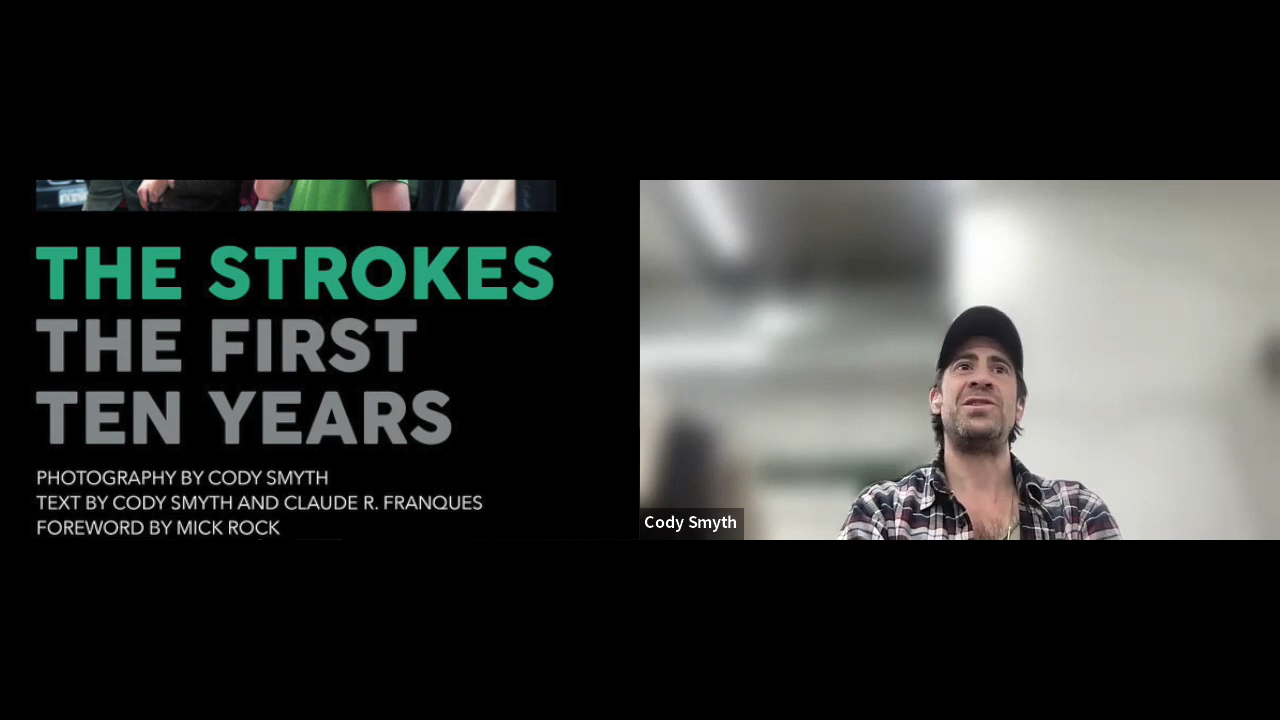 THE STROKES
THE FIRST
TEN YEARS
PHOTOGRAPHY BY CODY SMYTH
TEXT BY CODY SMYTH AND CLAUDE R. FRANQUES
FOREWORD BY MICK ROCK
Cody Smyth